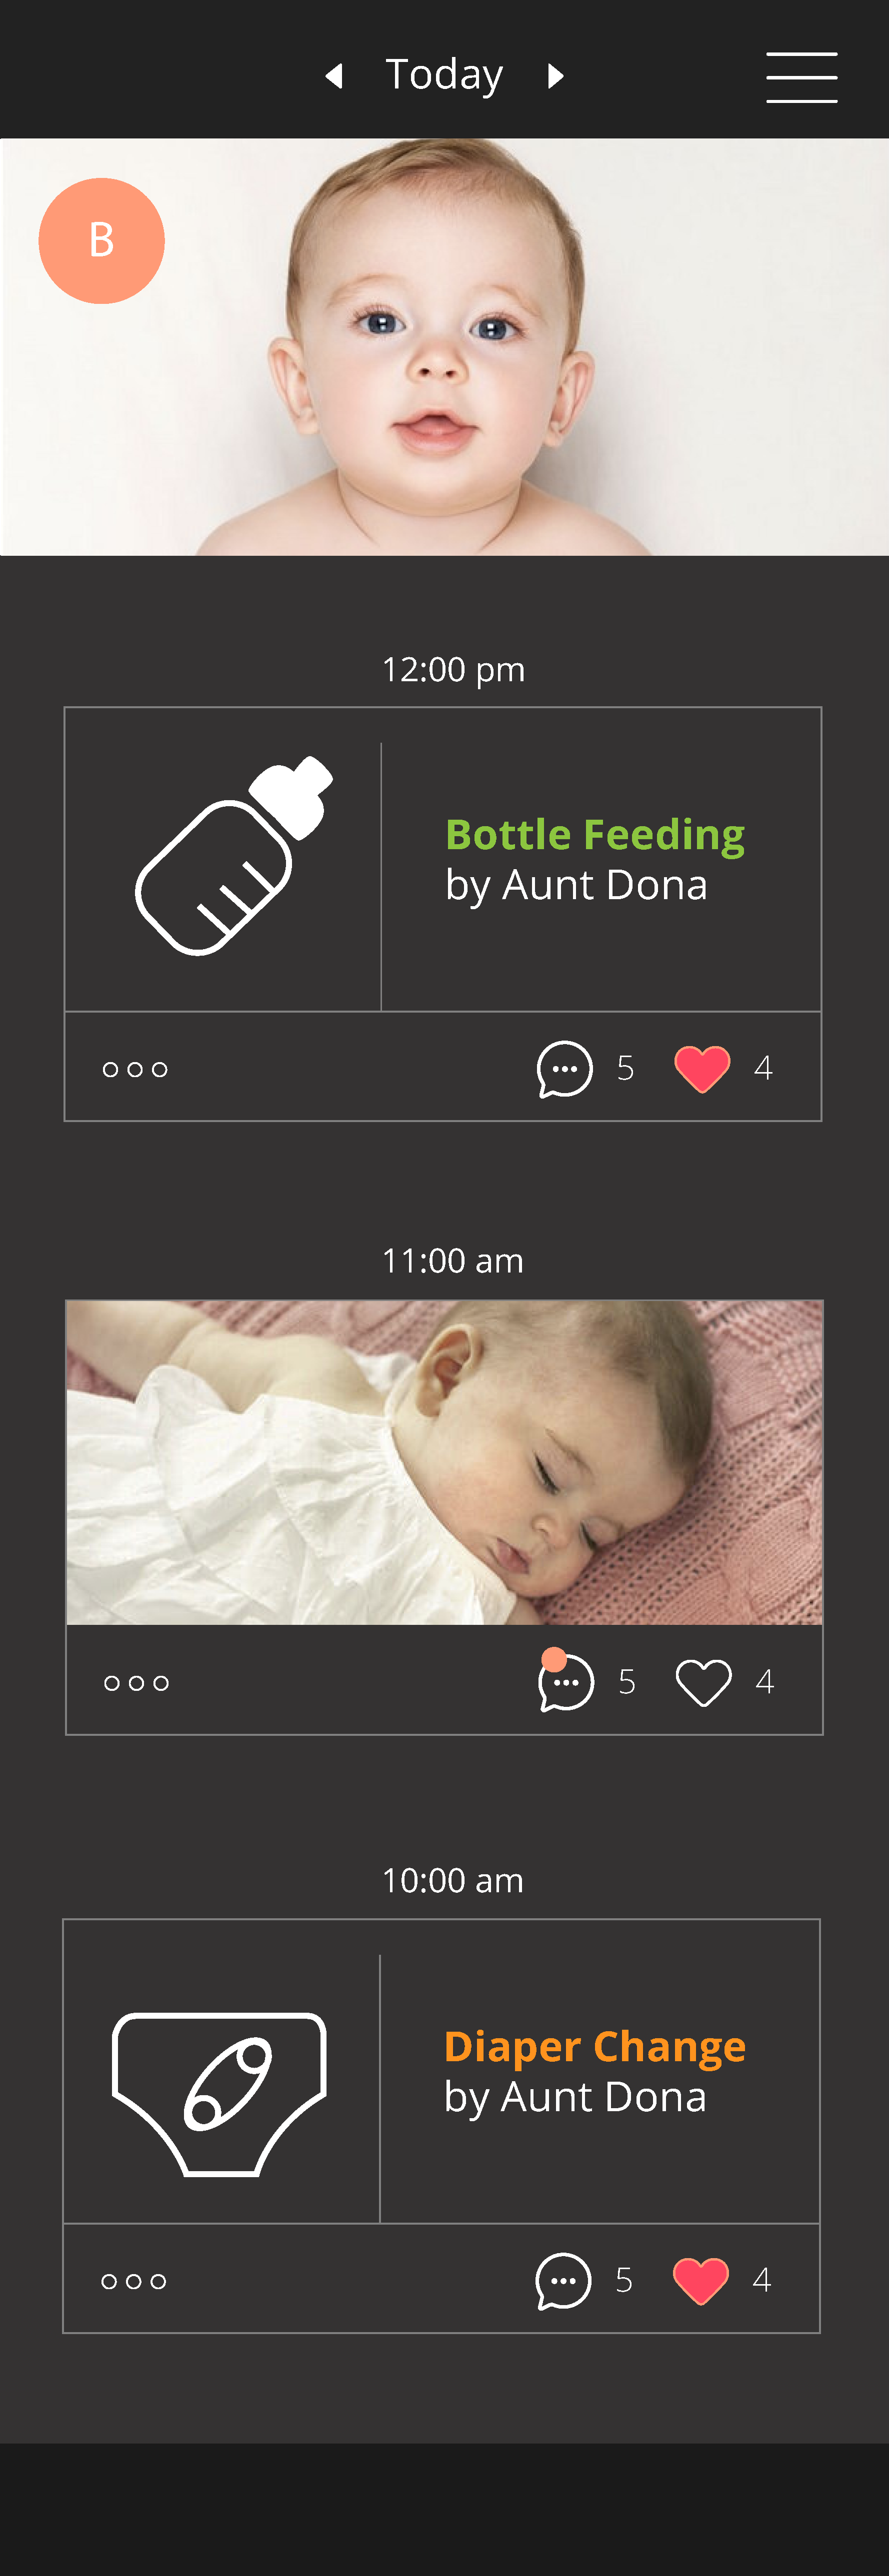 Today
B
12:00 pm
Bottle Feeding
by Aunt Dona
5 4
11:00 am
5 4
10:00 am
Diaper Change
by Aunt Dona
5 4